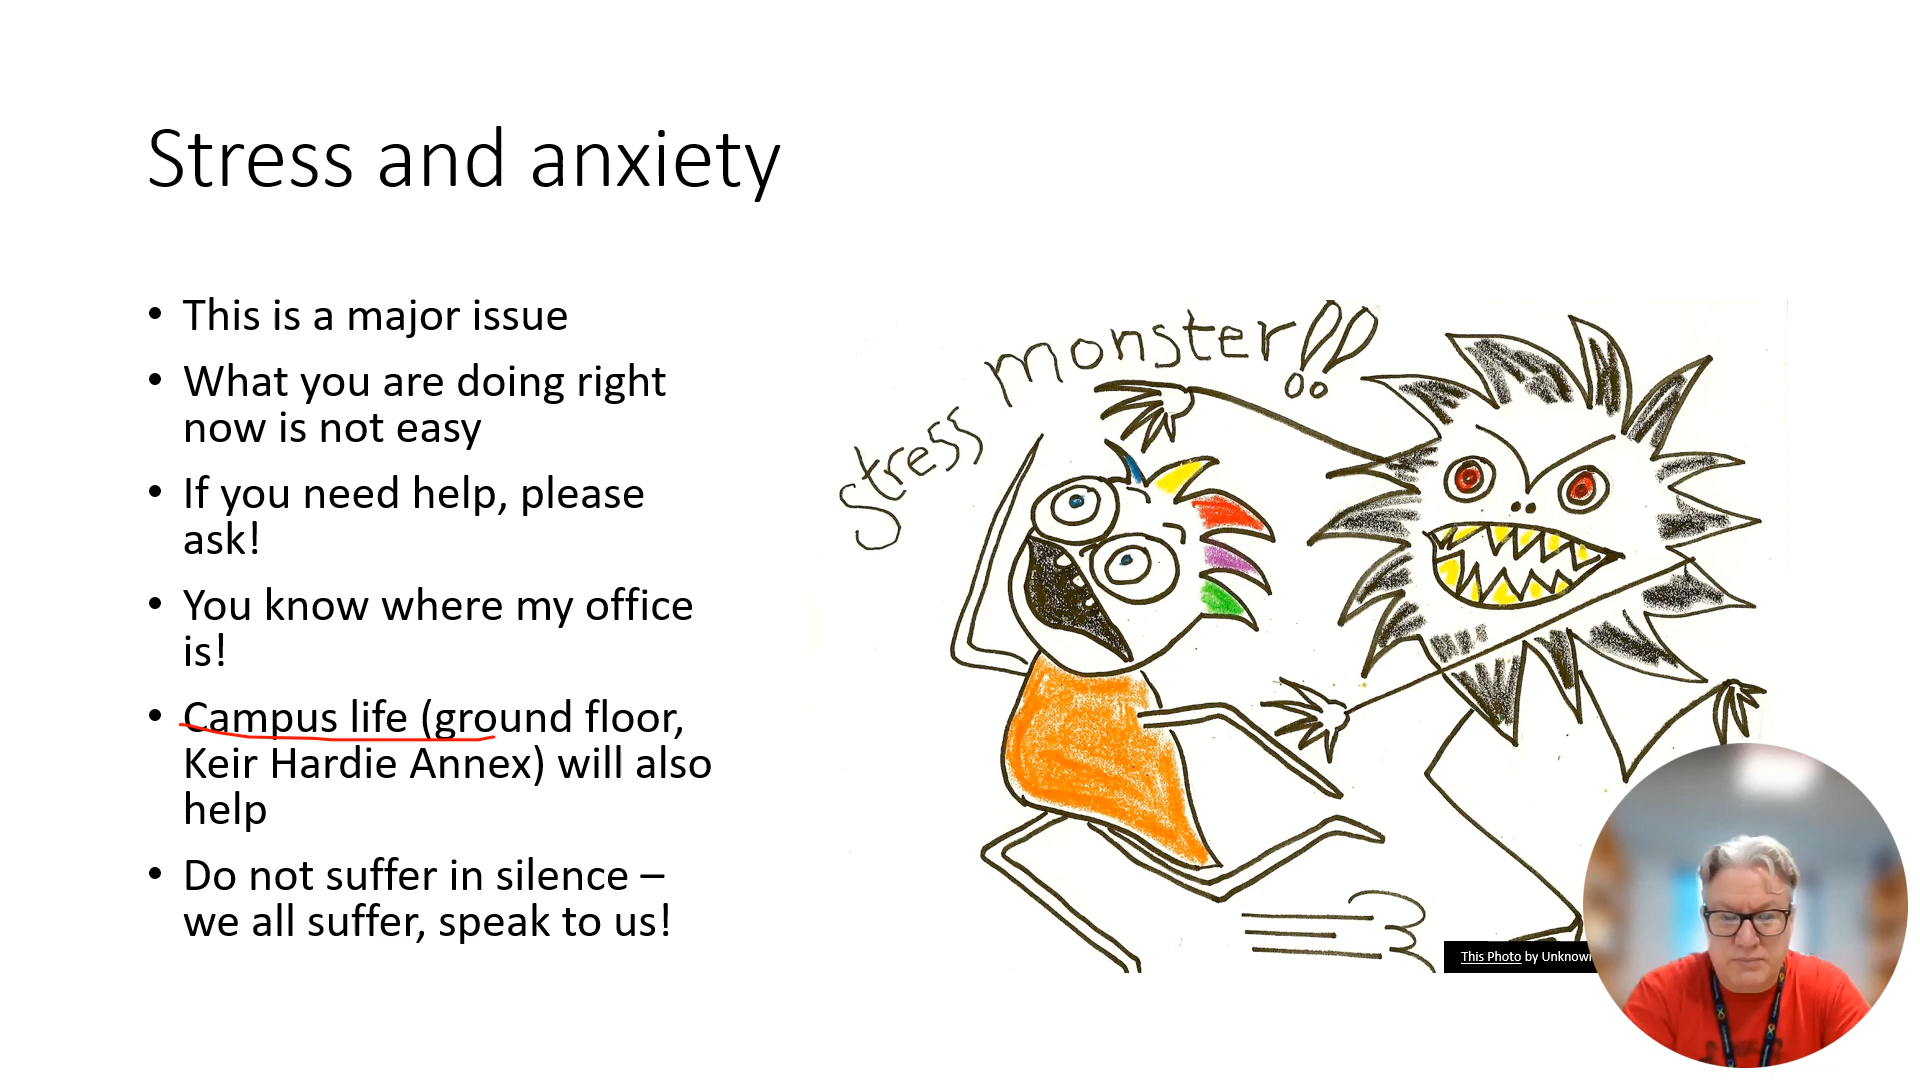 Stress and anxiety
• This is a major issue
• What you are doing right
now is not easy
• If you need help, please
ask!
• You know where my office
is!
• Campus life (ground floor,
Keir Hardie Annex) will also
help
• Do not suffer in silence –
we all suffer, speak to us!
Stress monster!!
This Photo by Unknown